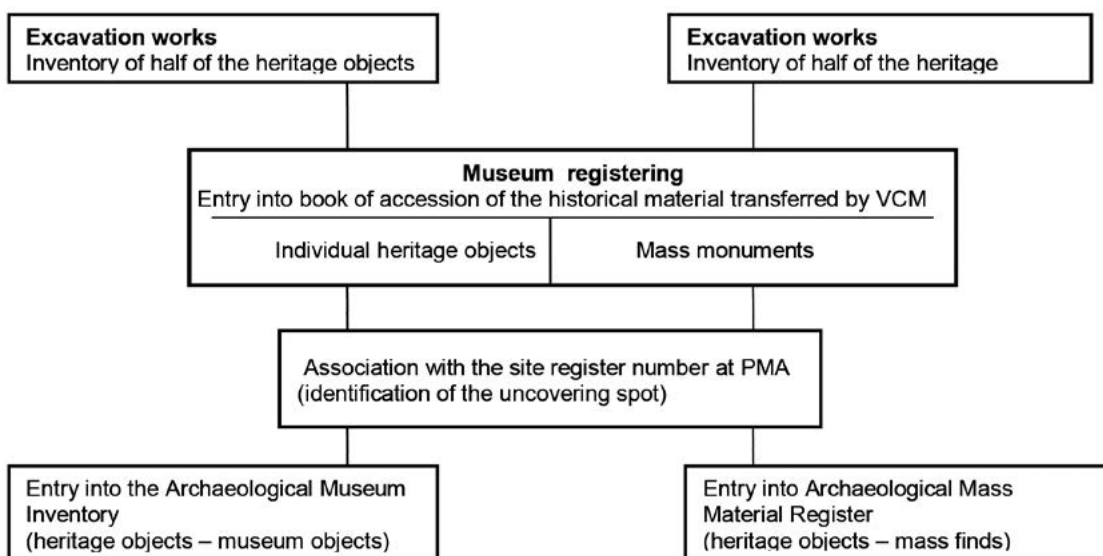 Excavation works
Inventory of half of the heritage objects
Excavation works
Inventory of half of the heritage
Museum registering
Entry into book of accession of the historical material transferred by VCM
Individual heritage objects
Mass monuments
Association with the site register number at PMA
(identification of the uncovering spot)
Entry into the Archaeological Museum
Inventory
(heritage objects – museum objects)
Entry into Archaeological Mass
Material Register
(heritage objects – mass finds)